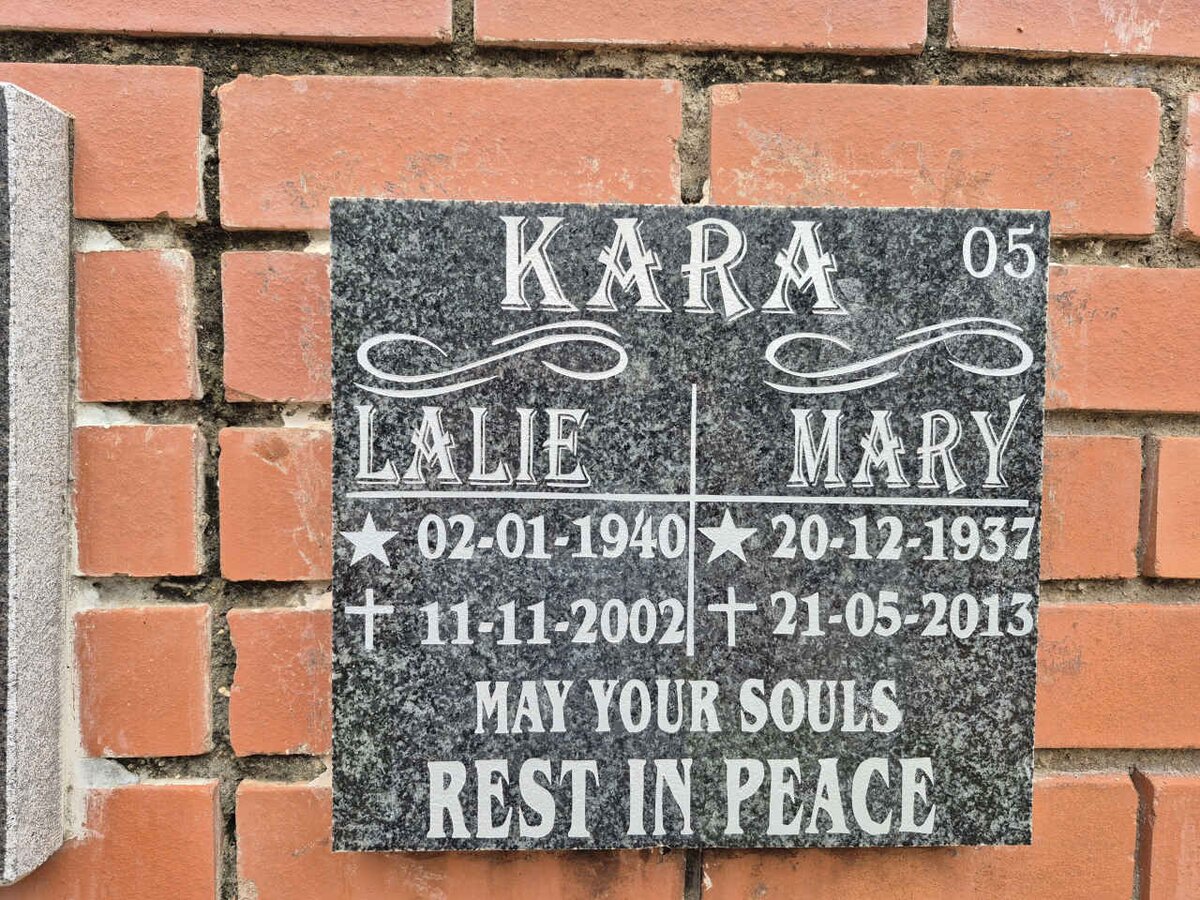 KARA 05
LALIE MARY
02-01-1940 20-12-1937
11-11-2002 21-05-2013
MAY YOUR SOULS
REST IN PEACE